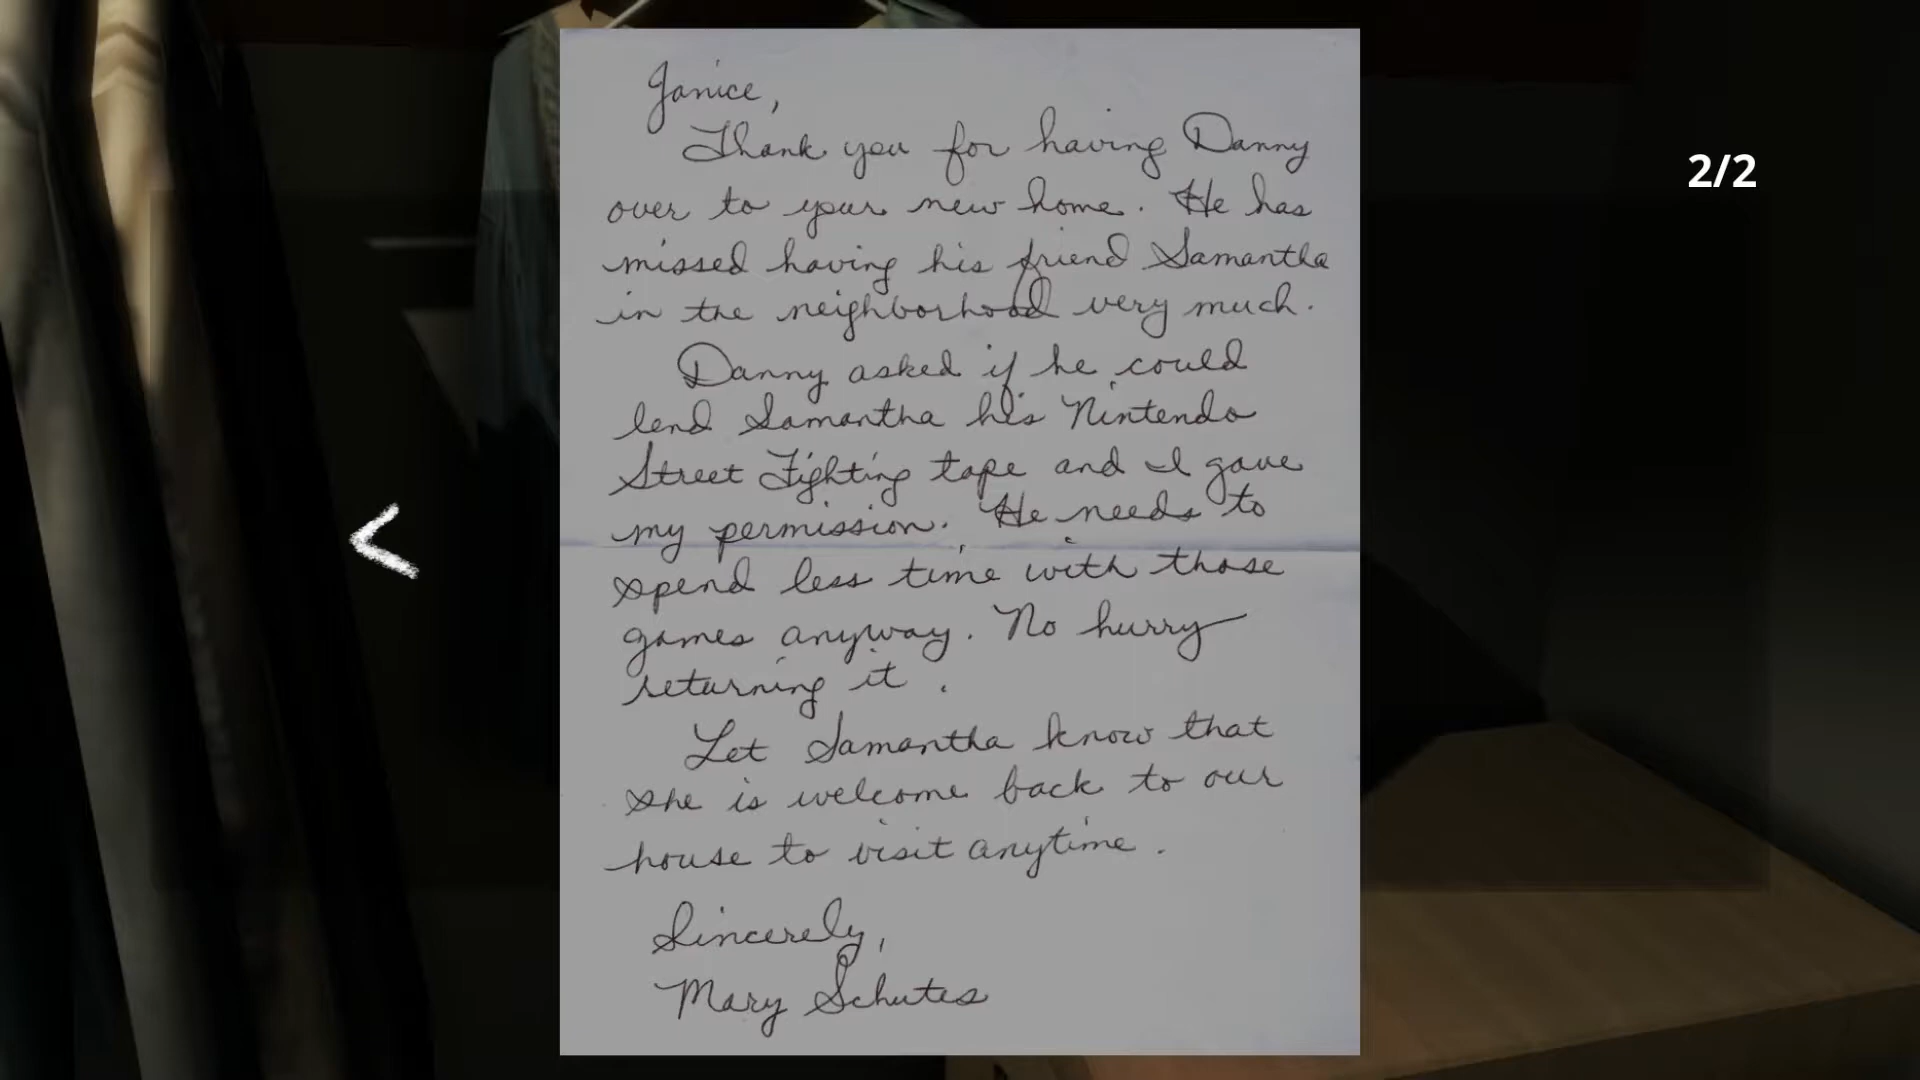 Janice,
Thank you for having Danny
over to your new home. He has
missed having his friend Samantha
in the neighborhood very much.
Danny asked if he could
lend Samantha his Nintendo
Street Fighting tape and I gave
my permission. He needs to
spend less time with those
games anyway. No hurry
returning it.
Let Samantha know that
she is welcome back to our
house to visit anytime.
Sincerely,
Mary Schutes
2/2
<